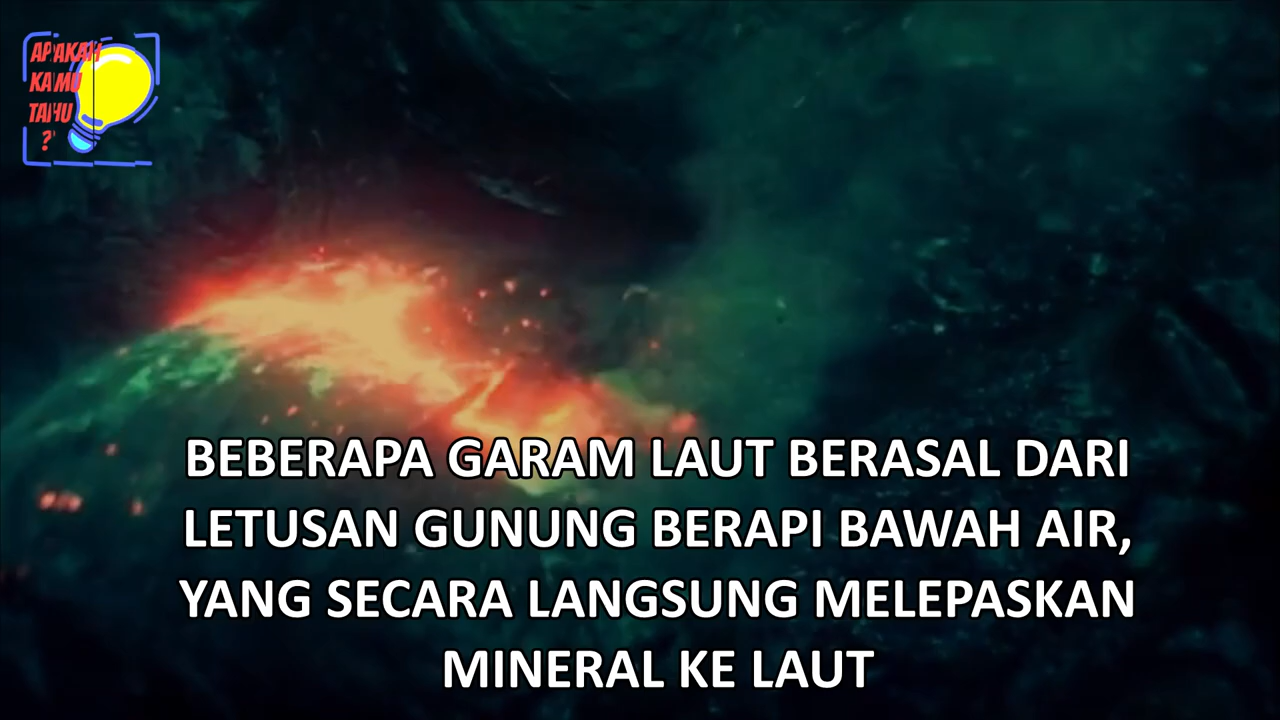 APAKAH
KAMU
TAHU
?
BEBERAPA GARAM LAUT BERASAL DARI
LETUSAN GUNUNG BERAPI BAWAH AIR,
YANG SECARA LANGSUNG MELEPASKAN
MINERAL KE LAUT